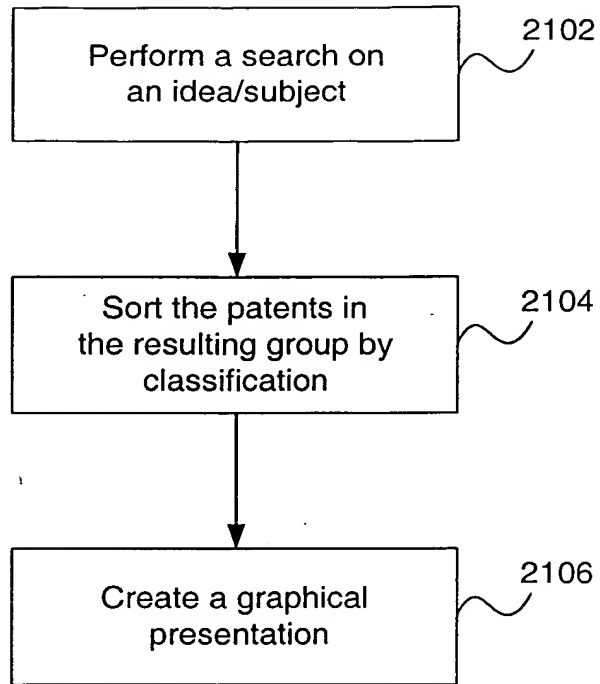 2102
Perform a search on
an idea/subject
2104
Sort the patents in
the resulting group by
classification
2106
Create a graphical
presentation